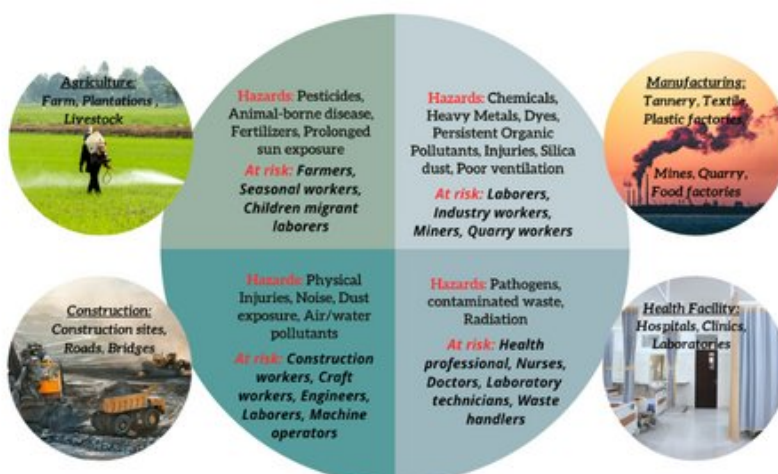 Agriculture:
Farm, Plantations ,
Livestock
Hazards: Pesticides,
Animal-borne disease,
Fertilizers, Prolonged
sun exposure
At risk: Farmers,
Seasonal workers,
Children migrant
laborers
Hazards: Chemicals,
Heavy Metals, Dyes,
Persistent Organic
Pollutants, Injuries, Silica
dust, Poor ventilation
At risk: Laborers,
Industry workers,
Miners, Quarry workers
Manufacturing:
Tannery, Textile,
Plastic factories
Mines, Quarry,
Food factories
Construction:
Construction sites,
Roads, Bridges
Hazards: Physical
Injuries, Noise, Dust
exposure, Air/water
pollutants
At risk: Construction
workers, Craft
workers, Engineers,
Laborers, Machine
operators
Hazards: Pathogens,
contaminated waste,
Radiation
At risk: Health
professional, Nurses,
Doctors, Laboratory
technicians, Waste
handlers
Health Facility:
Hospitals, Clinics,
Laboratories